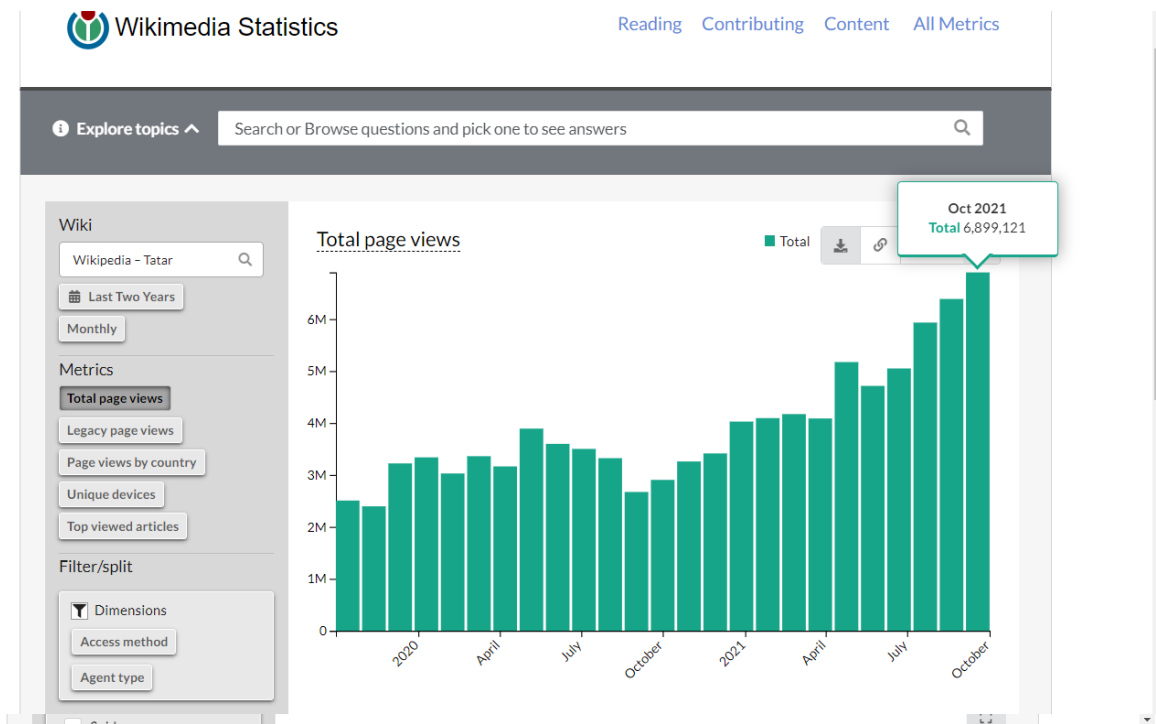 Wikimedia Statistics
Reading Contributing Content All Metrics
Explore topics
Search or Browse questions and pick one to see answers
Wiki
Wikipedia – Tatar
Last Two Years
Monthly
Metrics
Total page views
Legacy page views
Page views by country
Unique devices
Top viewed articles
Filter/split
Dimensions
Access method
Agent type
Total page views
Total
Oct 2021
Total 6,899,121
6M
5M
4M
3M
2M
1M
0
2020 April July October 2021 April July October